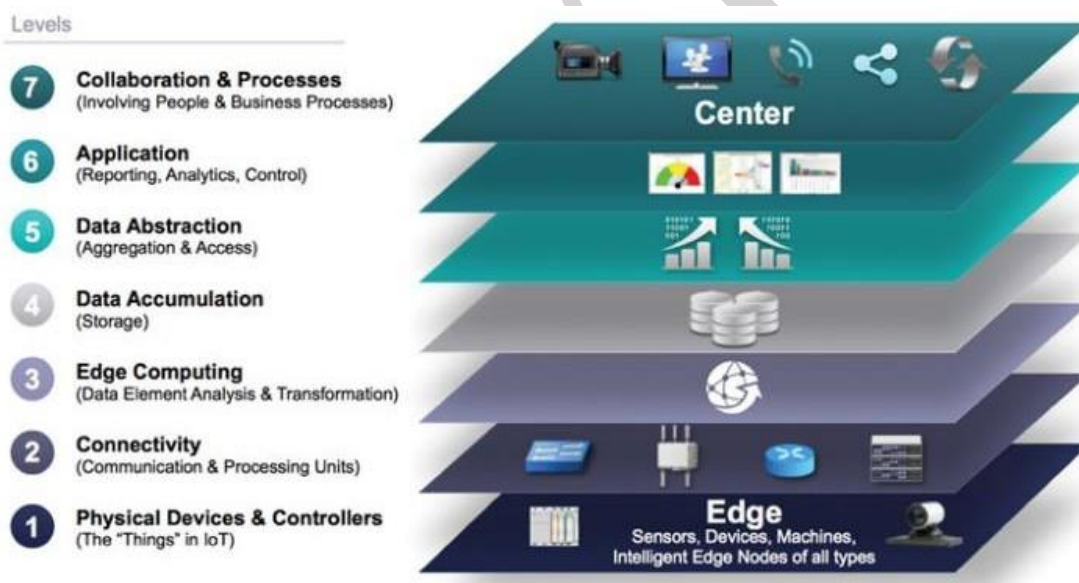 Levels
7
Collaboration & Processes
(Involving People & Business Processes)
6
Application
(Reporting, Analytics, Control)
5
Data Abstraction
(Aggregation & Access)
4
Data Accumulation
(Storage)
3
Edge Computing
(Data Element Analysis & Transformation)
2
Connectivity
(Communication & Processing Units)
1
Physical Devices & Controllers
(The "Things" in IoT)
Center
Edge
Sensors, Devices, Machines,
Intelligent Edge Nodes of all types